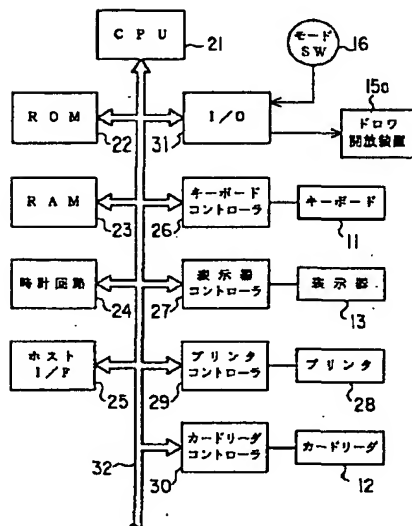 CPU
21
モード
SW
16
15a
ROM
22
I/O
31
ドロワ
開放装置
RAM
23
キーボード
コントローラ
26
キーボード
11
時計回路
24
表示器
コントローラ
27
表示器
13
ホスト
I/F
25
プリンタ
コントローラ
29
プリンタ
28
32
カードリーダ
コントローラ
30
カードリーダ
12